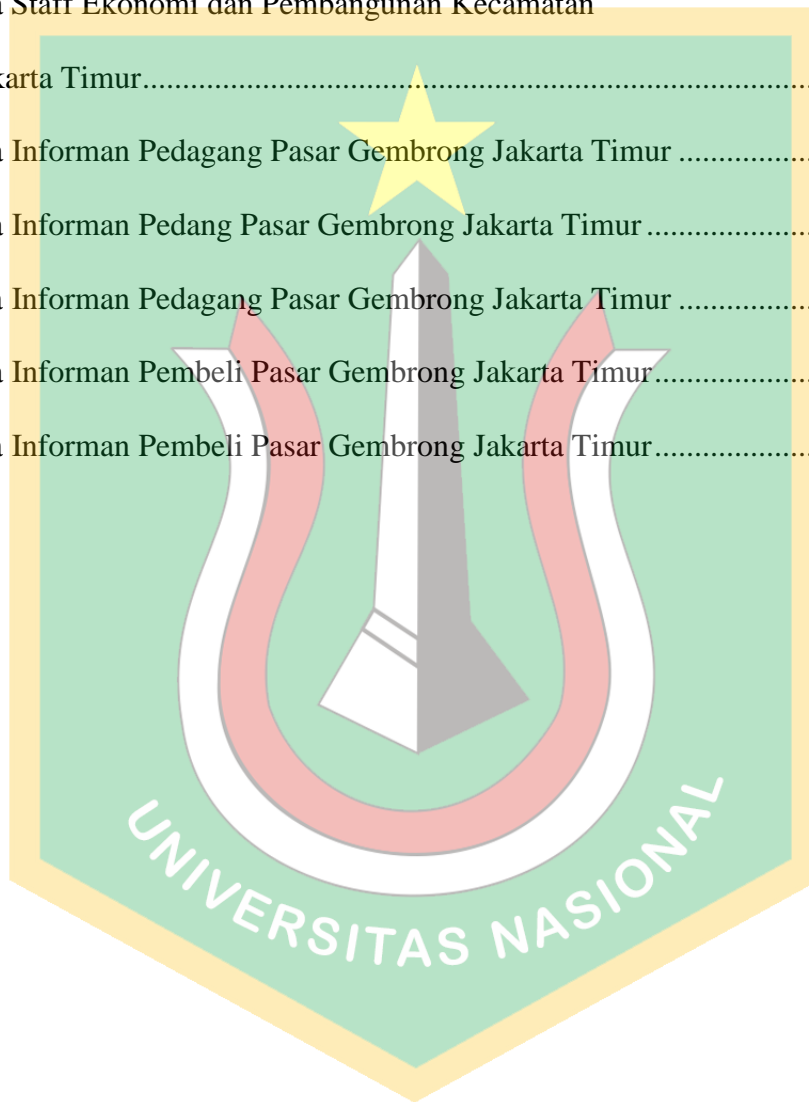 a Staff Ekonomi dan Pembangunan Kecamatan
karta Timur
a Informan Pedagang Pasar Gembrong Jakarta Timur
a Informan Pedang Pasar Gembrong Jakarta Timur
a Informan Pedagang Pasar Gembrong Jakarta Timur
a Informan Pembeli Pasar Gembrong Jakarta Timur
a Informan Pembeli Pasar Gembrong Jakarta Timur
UNIVERSITAS NASIONAL